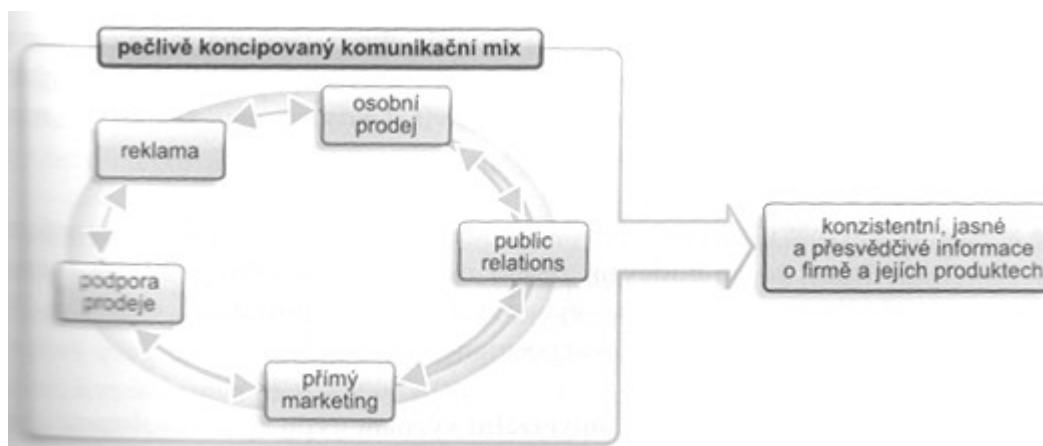 pečlivě koncipovaný komunikační mix
osobní
prodej
reklama
public
relations
podpora
prodeje
přímý
marketing
konzistentní, jasné
a přesvědčivé informace
o firmě a jejích produktech